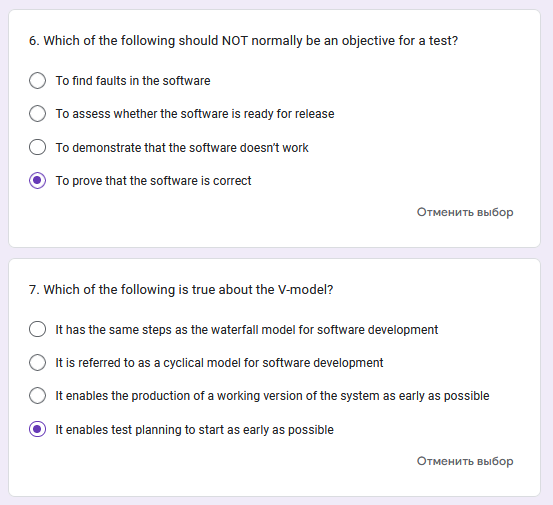 6. Which of the following should NOT normally be an objective for a test?
To find faults in the software
To assess whether the software is ready for release
To demonstrate that the software doesn't work
To prove that the software is correct
Отменить выбор
7. Which of the following is true about the V-model?
It has the same steps as the waterfall model for software development
It is referred to as a cyclical model for software development
It enables the production of a working version of the system as early as possible
It enables test planning to start as early as possible
Отменить выбор